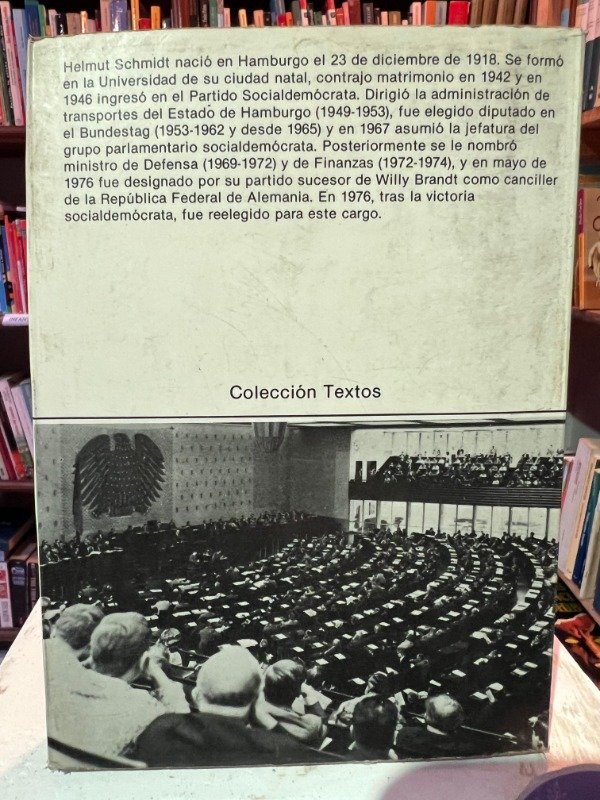 Helmut Schmidt nació en Hamburgo el 23 de diciembre de 1918. Se formó
en la Universidad de su ciudad natal, contrajo matrimonio en 1942 y en
1946 ingresó en el Partido Socialdemócrata. Dirigió la administración de
transportes del Estado de Hamburgo (1949-1953), fue elegido diputado en
el Bundestag (1953-1962 y desde 1965) y en 1967 asumió la jefatura del
grupo parlamentario socialdemócrata. Posteriormente se le nombró
ministro de Defensa (1969-1972) y de Finanzas (1972-1974), y en mayo de
1976 fue designado por su partido sucesor de Willy Brandt como canciller
de la República Federal de Alemania. En 1976, tras la victoria
socialdemócrata, fue reelegido para este cargo.
Colección Textos